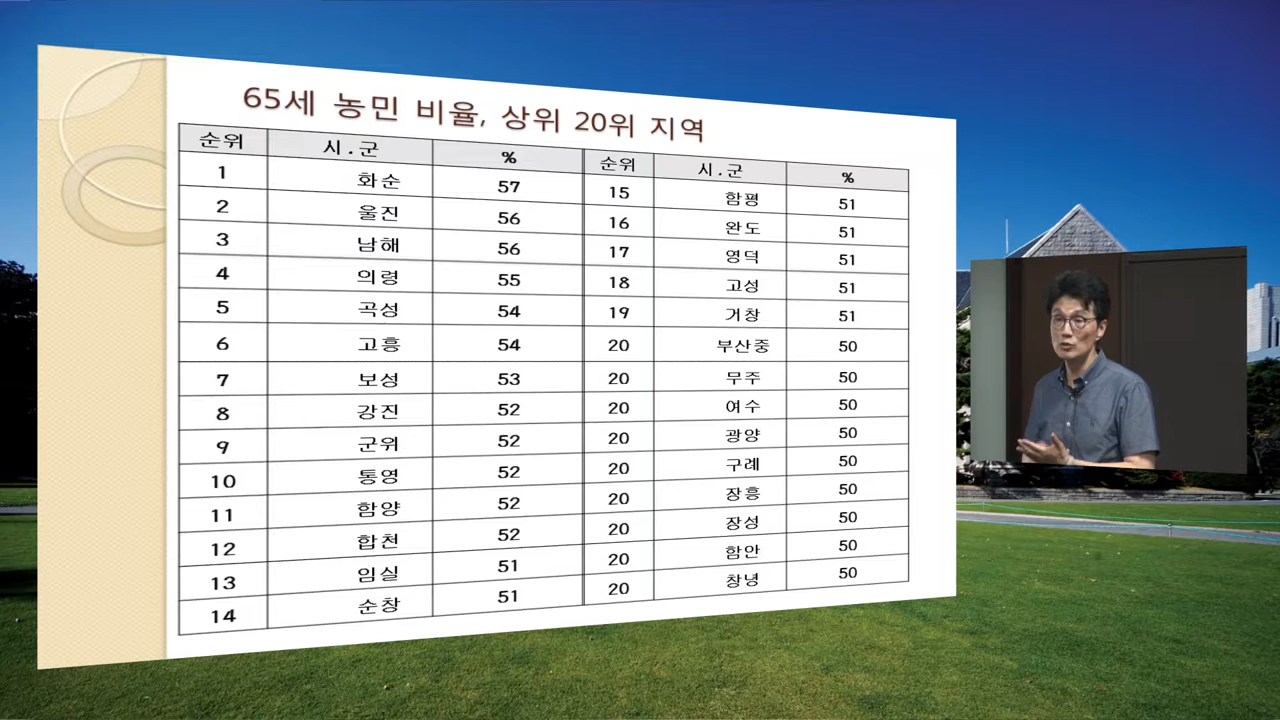 65세 농민 비율, 상위 20위 지역
순위 시.군 % 순위 시.군 %
1 화순 57 15 함평 51
2 울진 56 16 완도 51
3 남해 56 17 영덕 51
4 의령 55 18 고성 51
5 곡성 54 19 거창 51
6 고흥 54 20 부산중 50
7 보성 53 20 무주 50
8 강진 52 20 여수 50
9 군위 52 20 광양 50
10 통영 52 20 구례 50
11 함양 52 20 장흥 50
12 합천 52 20 장성 50
13 임실 51 20 함안 50
14 순창 51 20 창녕 50